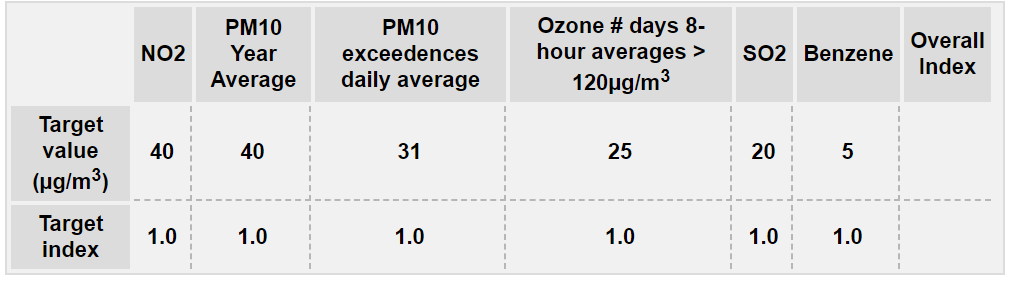 NO2
PM10
Year
Average
PM10
exceedences
daily average
Ozone # days 8-
hour averages >
120µg/m³
SO2
Benzene
Overall
Index
Target
value
(µg/m³)
40
40
31
25
20
5
Target
index
1.0
1.0
1.0
1.0
1.0
1.0